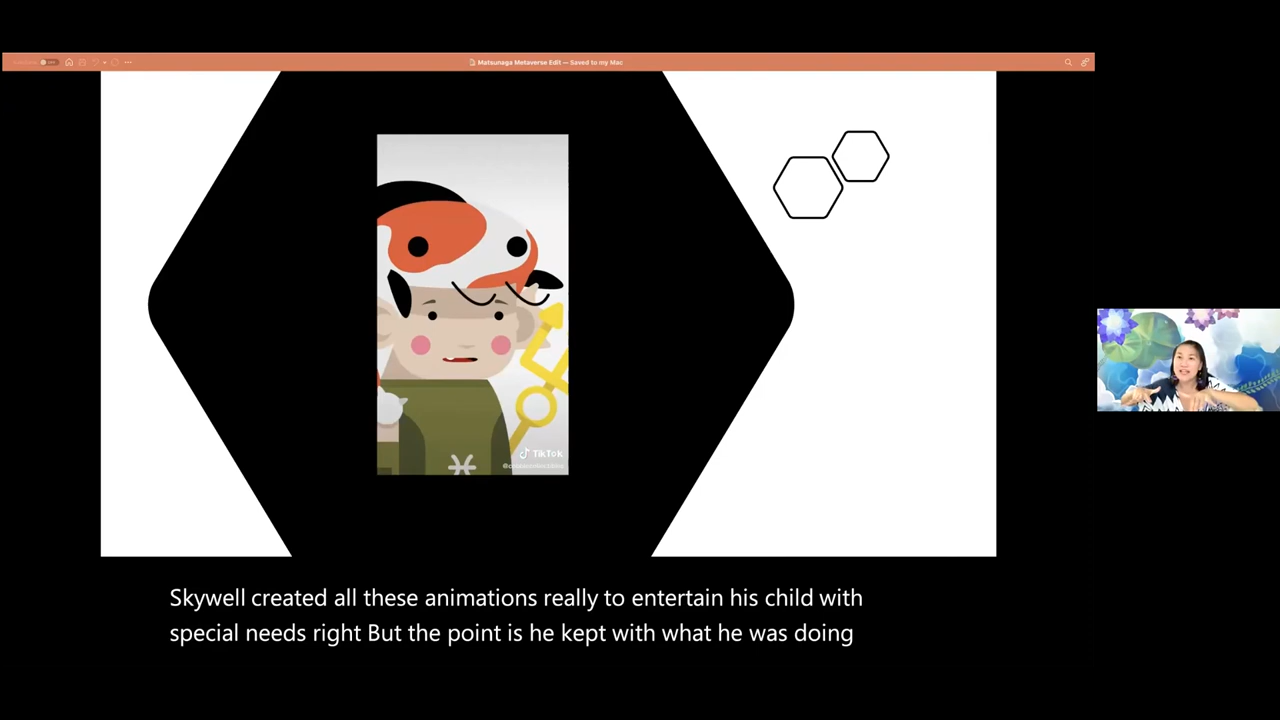 Matsunaga Metaverse Edit — Saved to my Mac
TikTok
Skywell created all these animations really to entertain his child with
special needs right But the point is he kept with what he was doing